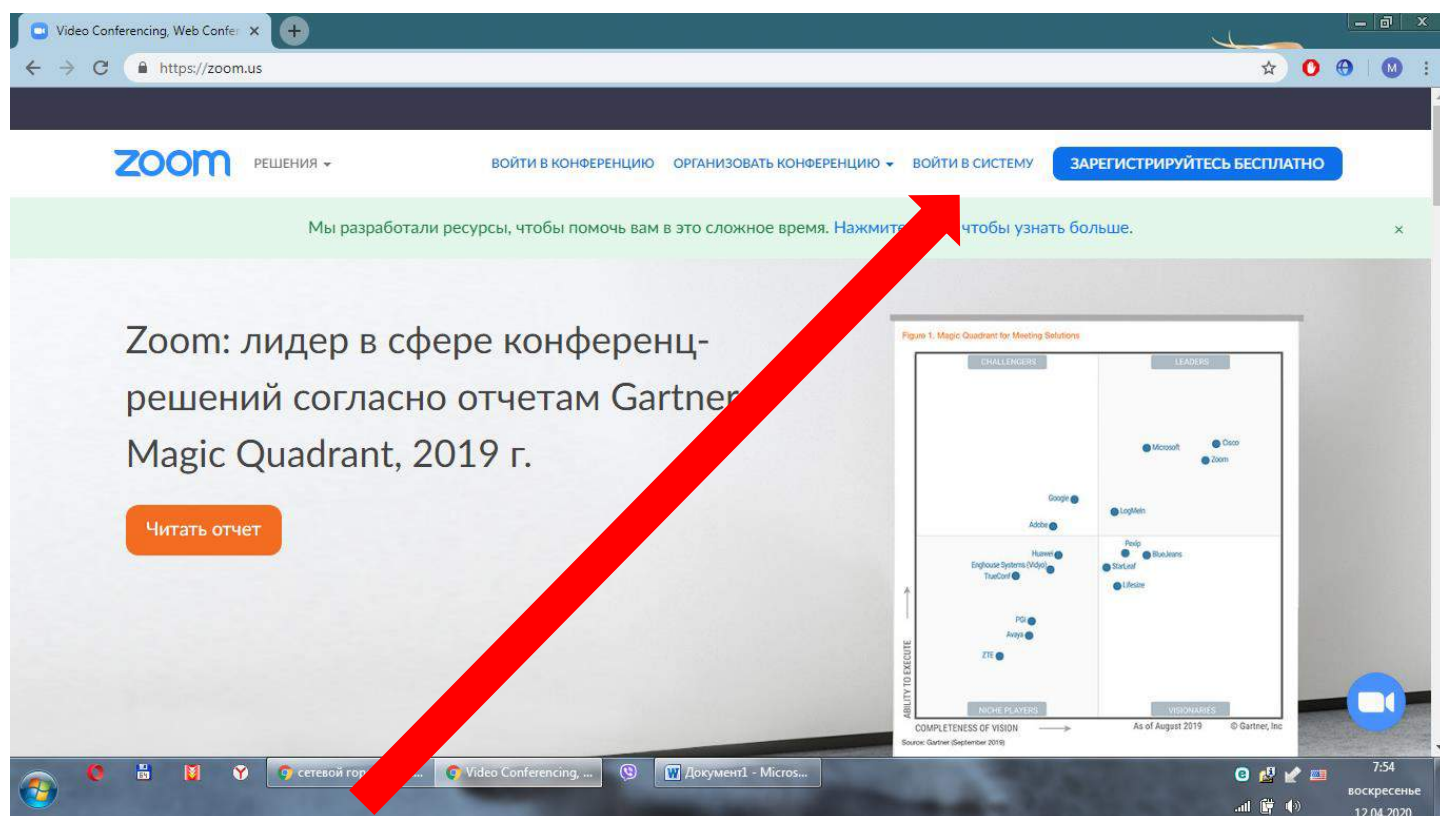 Video Conferencing, Web Confe
https://zoom.us
zoom РЕШЕНИЯ ВОЙТИ В КОНФЕРЕНЦИЮ ОРГАНИЗОВАТЬ КОНФЕРЕНЦИЮ ВОЙТИ В СИСТЕМУ ЗАРЕГИСТРИРУЙТЕСЬ БЕСПЛАТНО
Мы разработали ресурсы, чтобы помочь вам в это сложное время. Нажмите чтобы узнать больше.
Zoom: лидер в сфере конференц-
решений согласно отчетам Gartner
Magic Quadrant, 2019 г.
Читать отчет
Figure 1. Magic Quadrant for Meeting Solutions
CHALLENGERS LEADERS
Microsoft Cisco
Zoom
Google
LogMeIn
Adobe
Pexip
Huawei BlueJeans
Enghouse Systems (Vidyo) StarLeaf
TrueConf
Lifesize
PGi
Avaya
ZTE
ABILITY TO EXECUTE
NICHE PLAYERS VISIONARIES
COMPLETENESS OF VISION As of August 2019 © Gartner, Inc
Source: Gartner (September 2019)
сетевой гор ... Video Conferencing, ... Документ1 - Micros...
7:54
воскресенье
12.04.2020
M